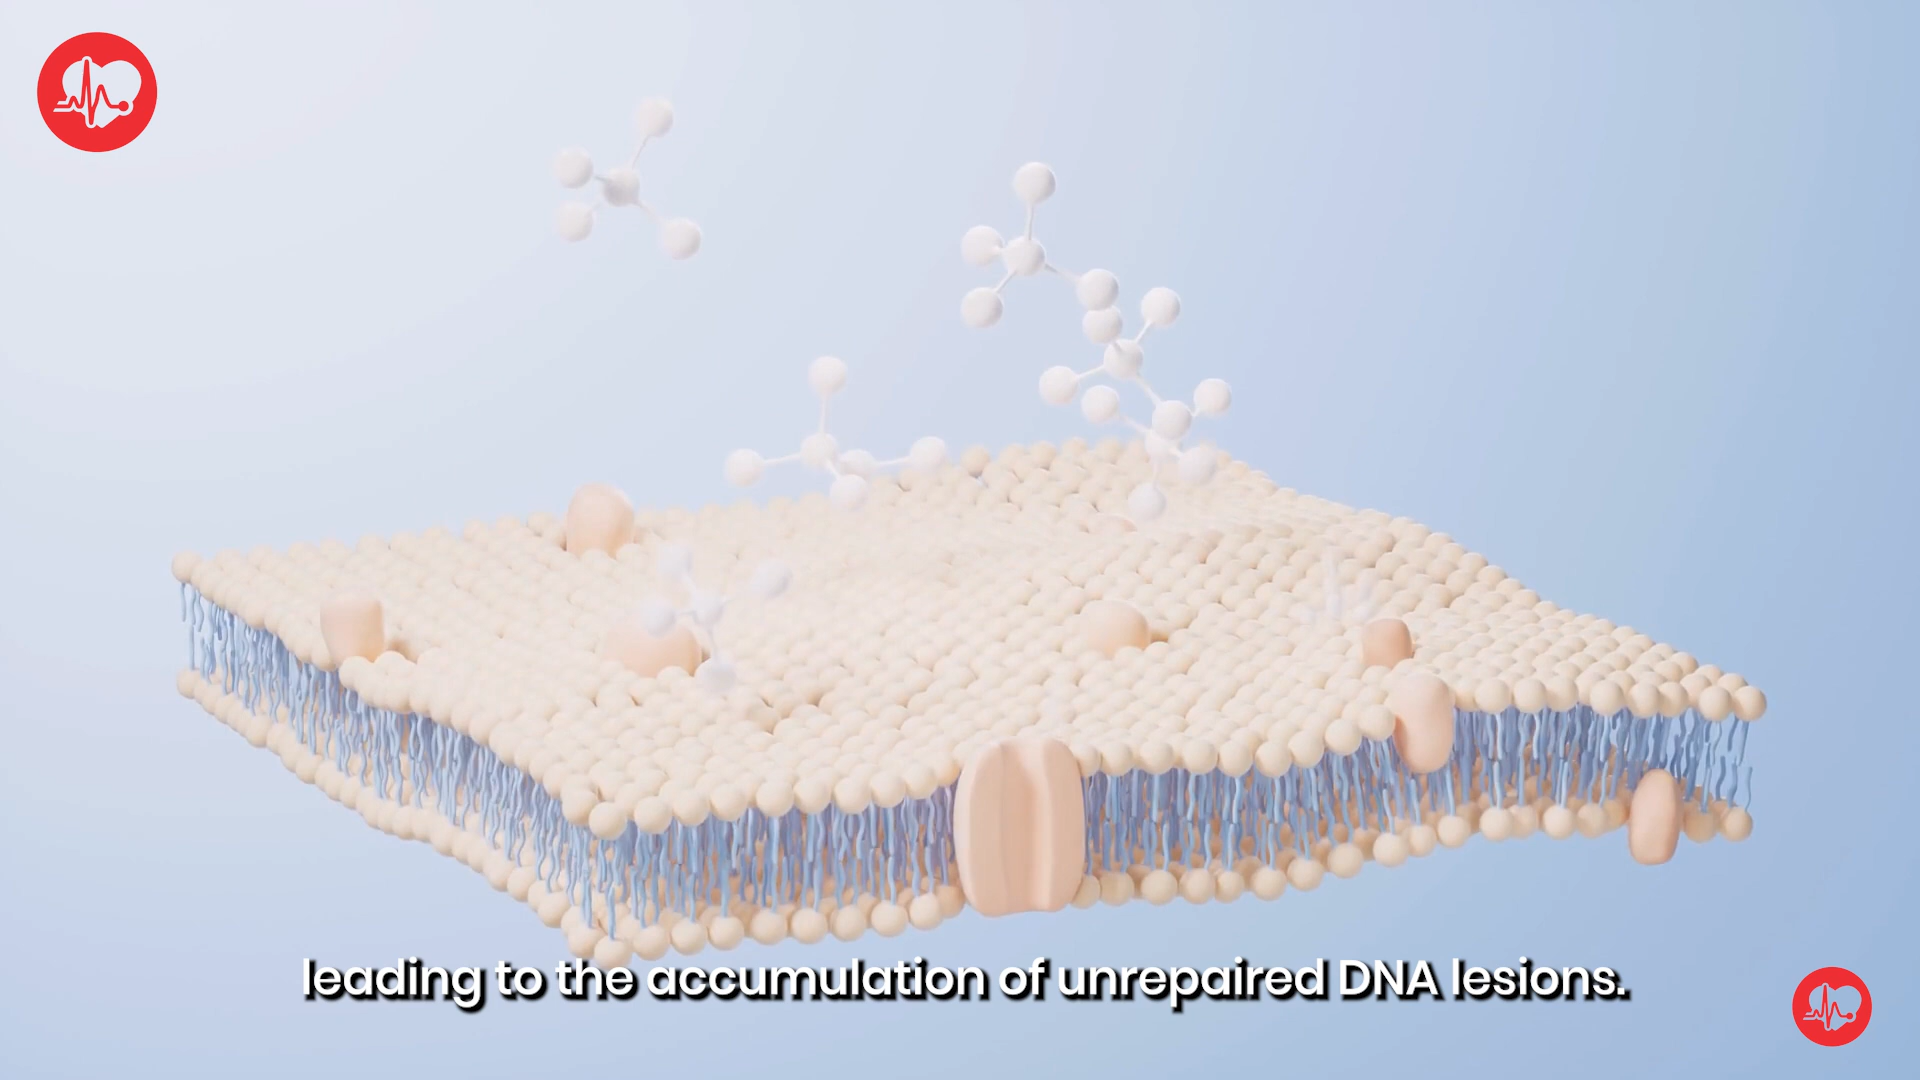 leading to the accumulation of unrepaired DNA lesions.